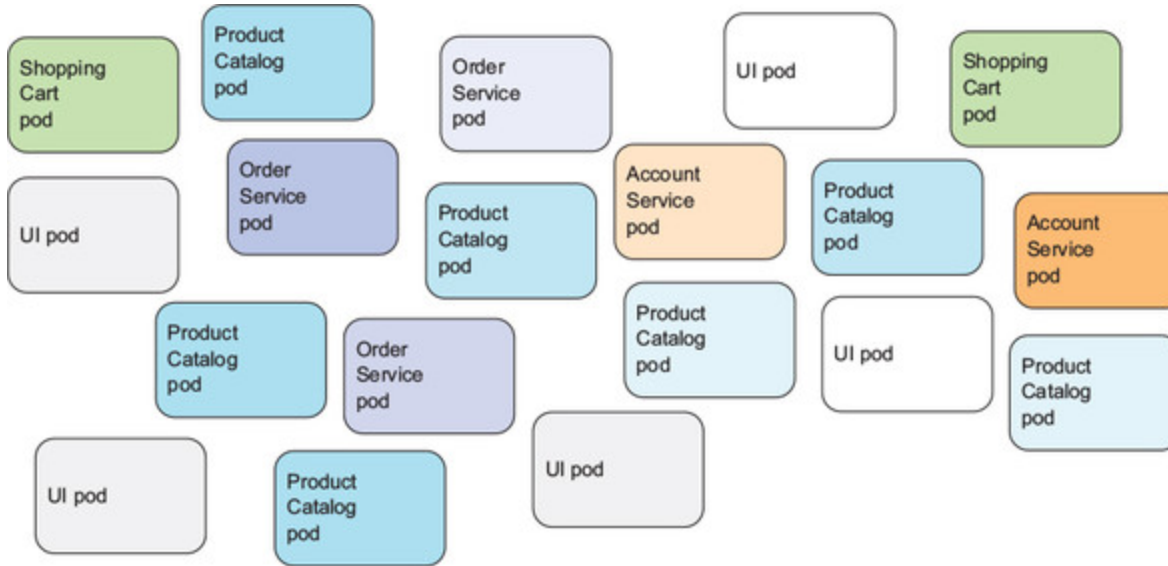 Shopping
Cart
pod
Product
Catalog
pod
Order
Service
pod
UI pod
Shopping
Cart
pod
UI pod
Order
Service
pod
Product
Catalog
pod
Account
Service
pod
Product
Catalog
pod
Account
Service
pod
Product
Catalog
pod
Order
Service
pod
Product
Catalog
pod
UI pod
Product
Catalog
pod
UI pod
Product
Catalog
pod
UI pod